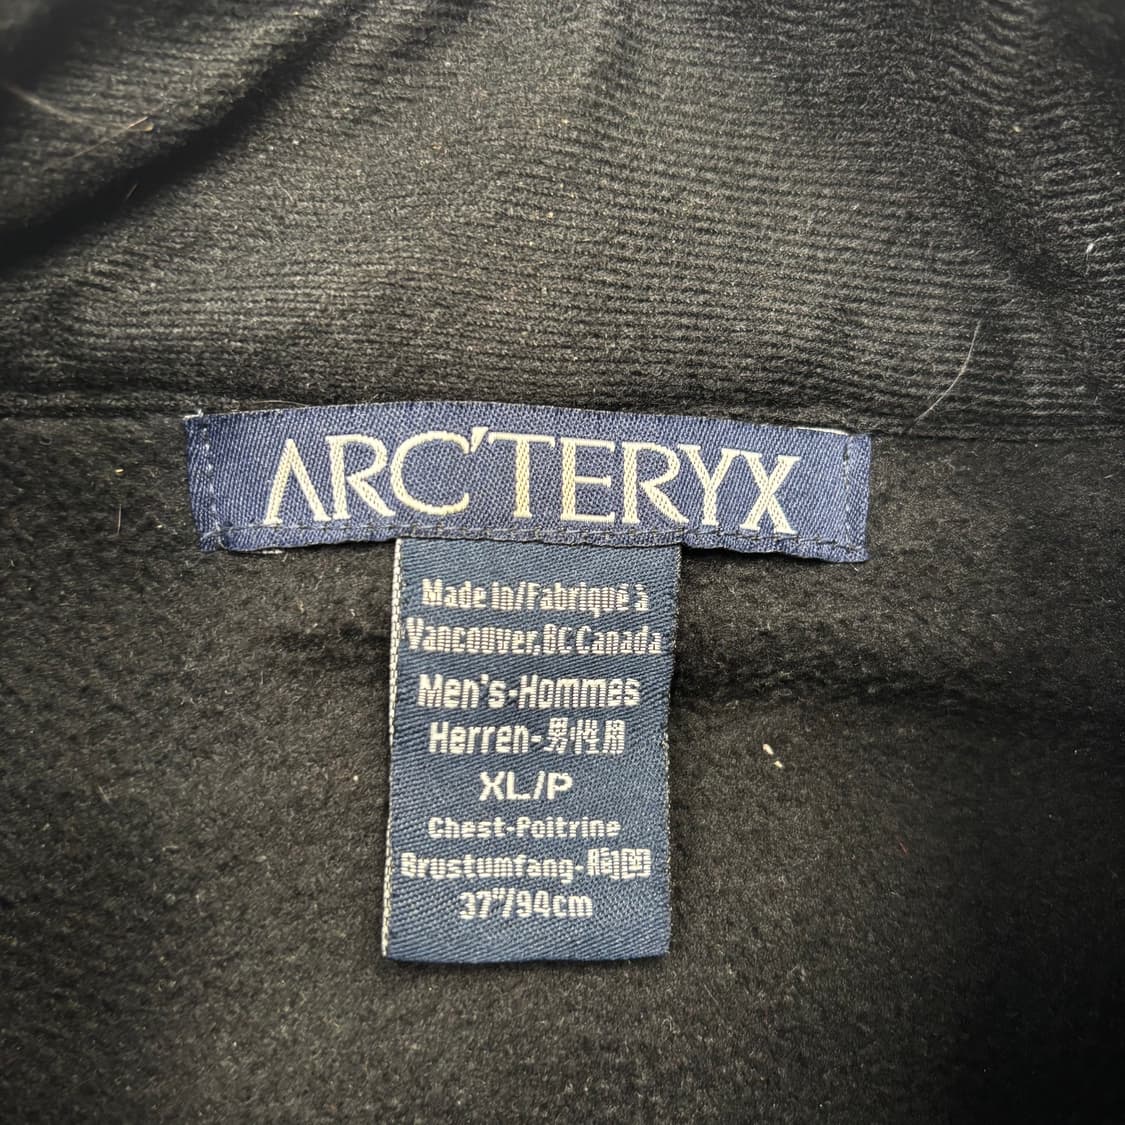 ARC'TERYX
Made in/Fabriqué à
Vancouver, BC Canada
Men's-Hommes
Herren-男性用
XL/P
Chest-Poitrine
Brustumfang-胸囲
37"/94cm